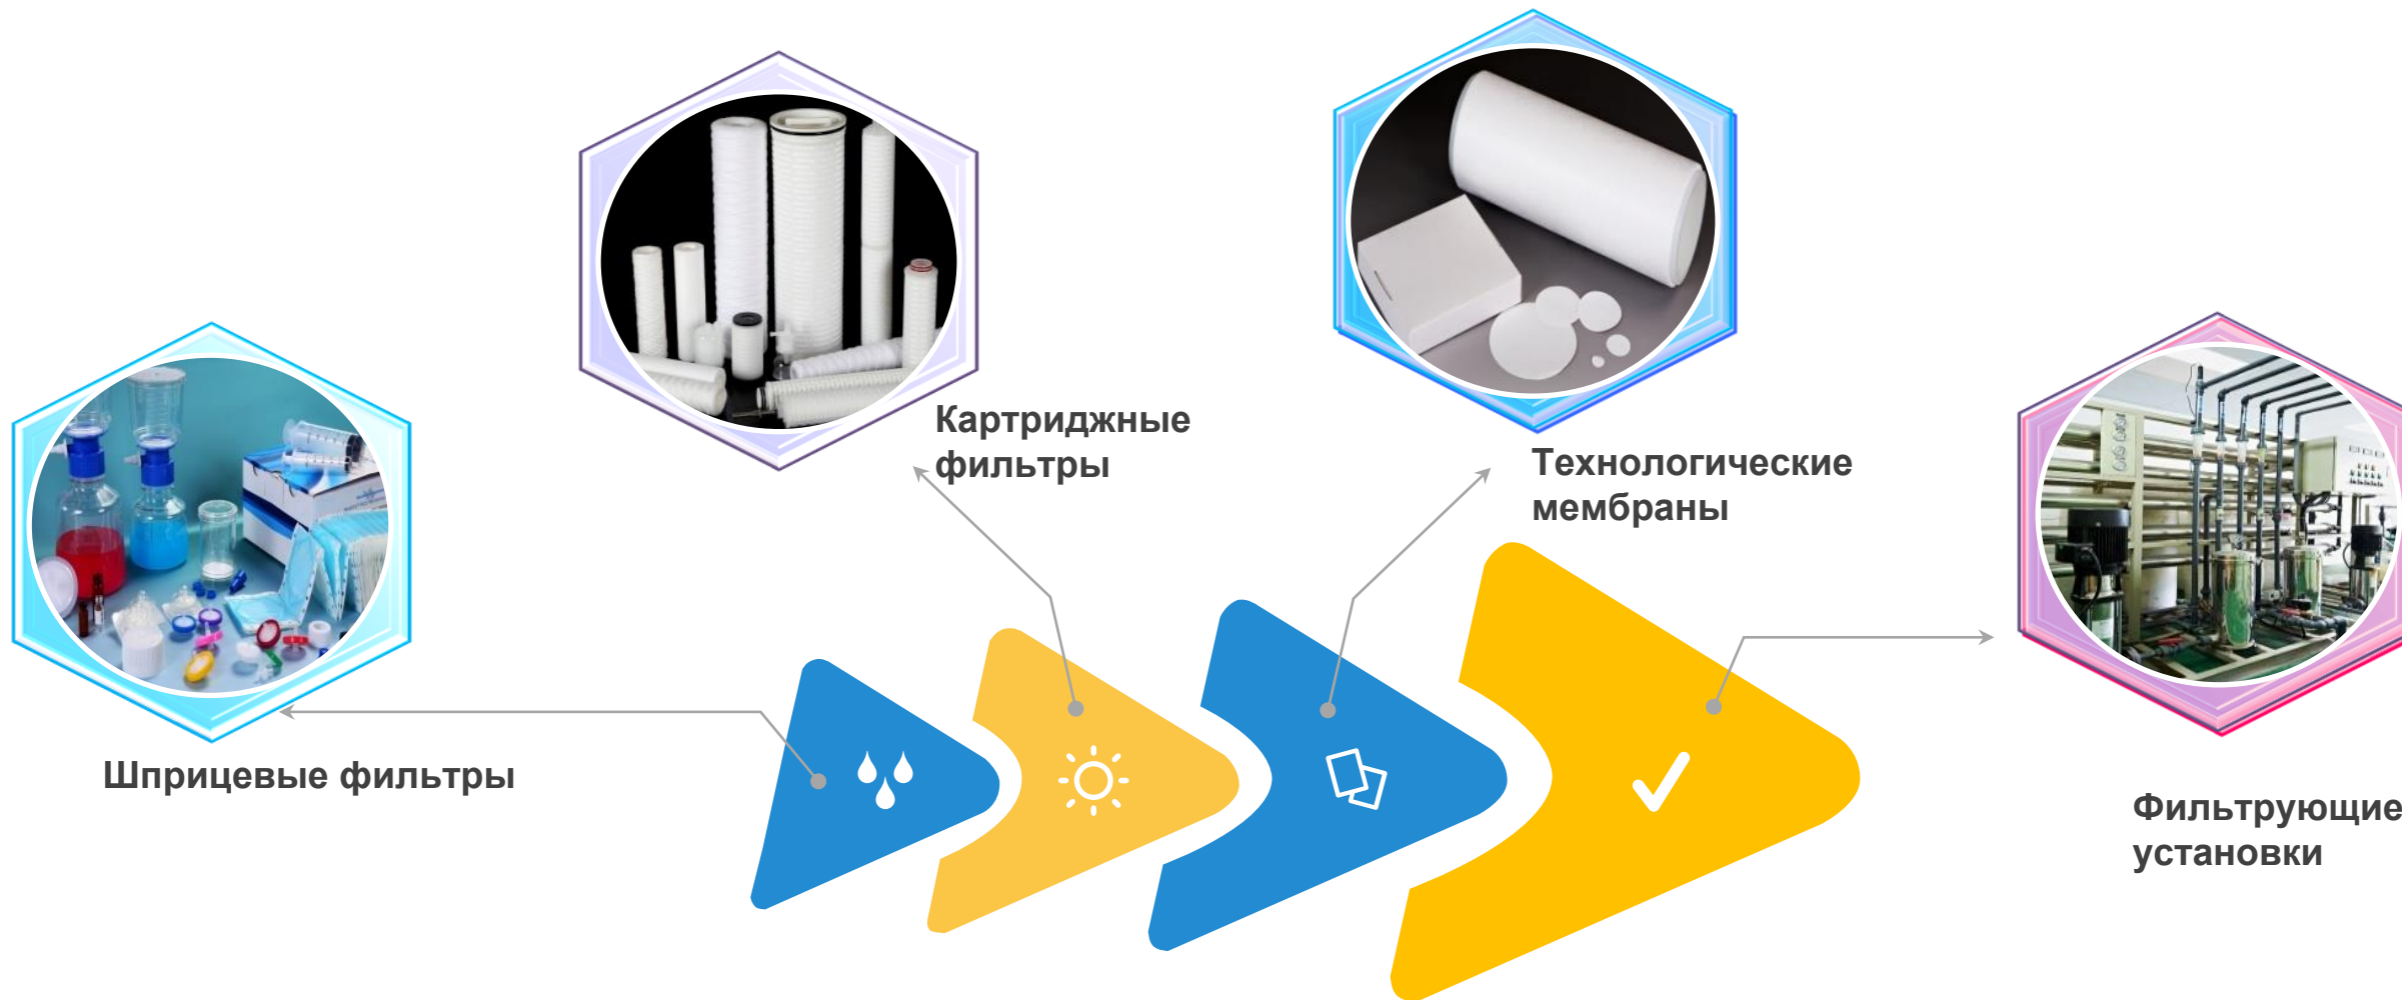 Картриджные
фильтры
Технологические
мембраны
Шприцевые фильтры
Фильтрующие
установки